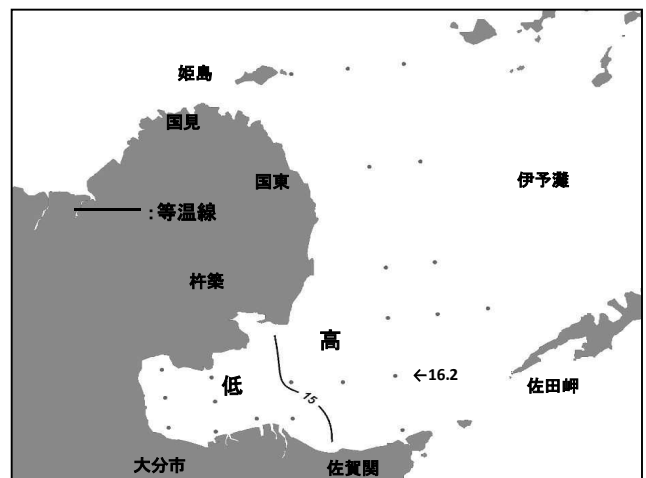 姫島
国見
国東
伊予灘
：等温線
杵築
高
←16.2
低
佐田岬
15
大分市
佐賀関